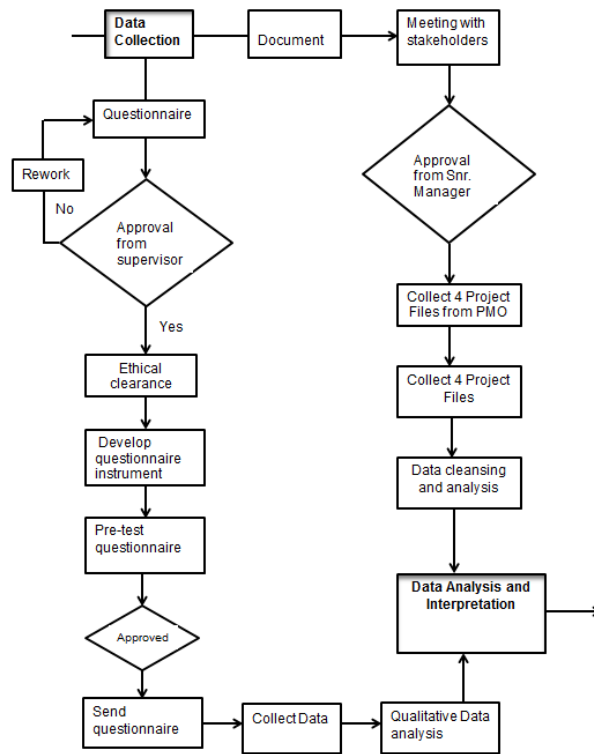 Data
Collection
Document
Meeting with
stakeholders
Questionnaire
Rework
No
Approval
from
supervisor
Yes
Approval
from Snr.
Manager
Ethical
clearance
Collect 4 Project
Files from PMO
Develop
questionnaire
instrument
Collect 4 Project
Files
Pre-test
questionnaire
Data cleansing
and analysis
Approved
Data Analysis and
Interpretation
Send
questionnaire
Collect Data
Qualitative Data
analysis